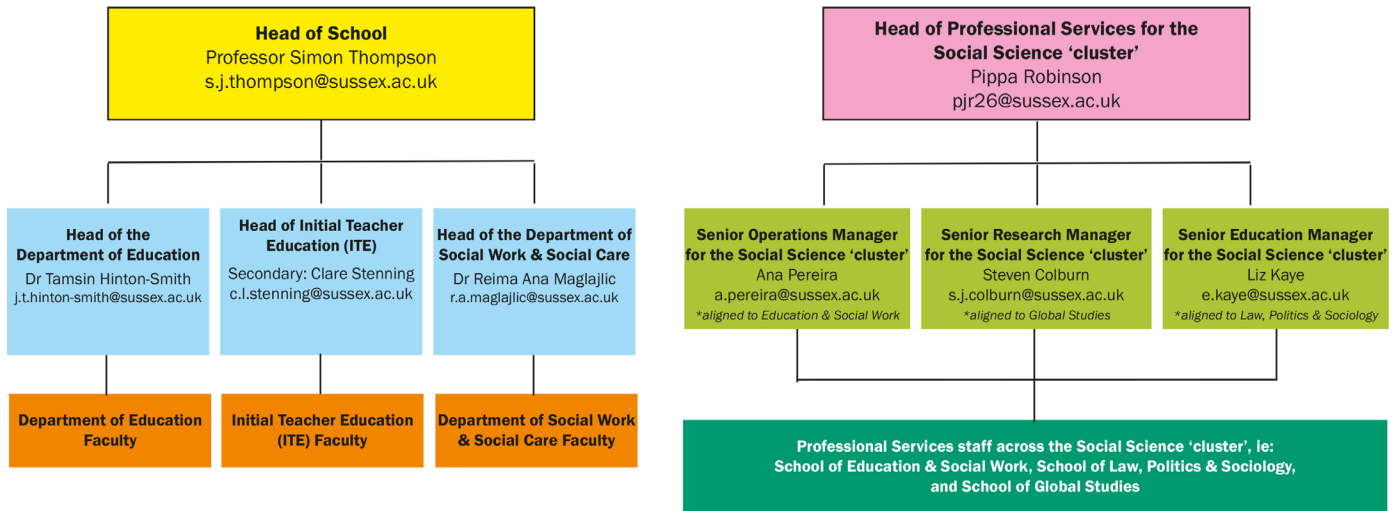 Head of School
Professor Simon Thompson
s.j.thompson@sussex.ac.uk
Head of Professional Services for the
Social Science ‘cluster’
Pippa Robinson
pjr26@sussex.ac.uk
Head of the
Department of Education
Dr Tamsin Hinton-Smith
j.t.hinton-smith@sussex.ac.uk
Head of Initial Teacher
Education (ITE)
Secondary: Clare Stenning
c.l.stenning@sussex.ac.uk
Head of the Department of
Social Work & Social Care
Dr Reima Ana Maglajlic
r.a.maglajlic@sussex.ac.uk
Senior Operations Manager
for the Social Science ‘cluster’
Ana Pereira
a.pereira@sussex.ac.uk
*aligned to Education & Social Work
Senior Research Manager
for the Social Science ‘cluster’
Steven Colburn
s.j.colburn@sussex.ac.uk
*aligned to Global Studies
Senior Education Manager
for the Social Science ‘cluster’
Liz Kaye
e.kaye@sussex.ac.uk
*aligned to Law, Politics & Sociology
Department of Education
Faculty
Initial Teacher Education
(ITE) Faculty
Department of Social Work
& Social Care Faculty
Professional Services staff across the Social Science ‘cluster’, ie:
School of Education & Social Work, School of Law, Politics & Sociology,
and School of Global Studies